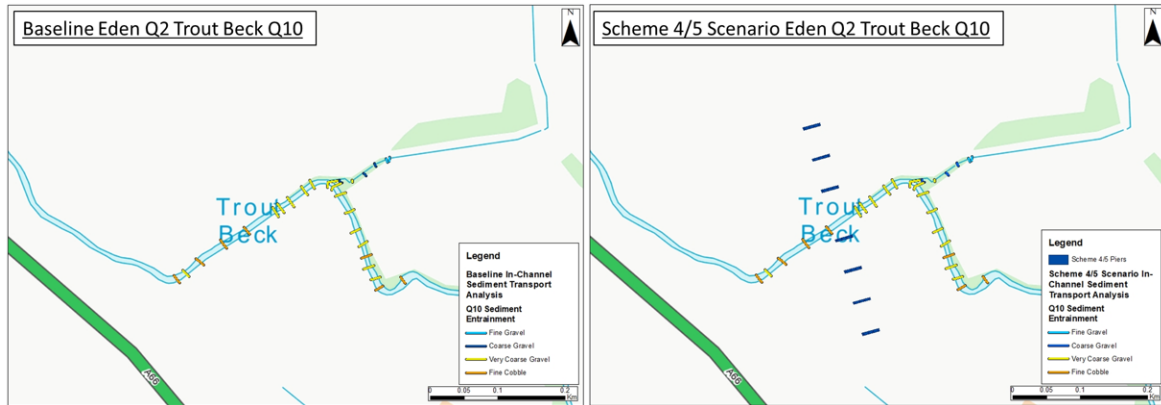 Baseline Eden Q2 Trout Beck Q10
N
Trout
Beck
A66
Legend
Baseline In-Channel
Sediment Transport
Analysis
Q10 Sediment
Entrainment
Fine Gravel
Coarse Gravel
Very Coarse Gravel
Fine Cobble
0 0.05 0.1 0.2
Km
Scheme 4/5 Scenario Eden Q2 Trout Beck Q10
N
Trout
Beck
A66
Legend
Scheme 4/5 Piers
Scheme 4/5 Scenario In-
Channel Sediment
Transport Analysis
Q10 Sediment
Entrainment
Fine Gravel
Coarse Gravel
Very Coarse Gravel
Fine Cobble
0 0.05 0.1 0.2
Km